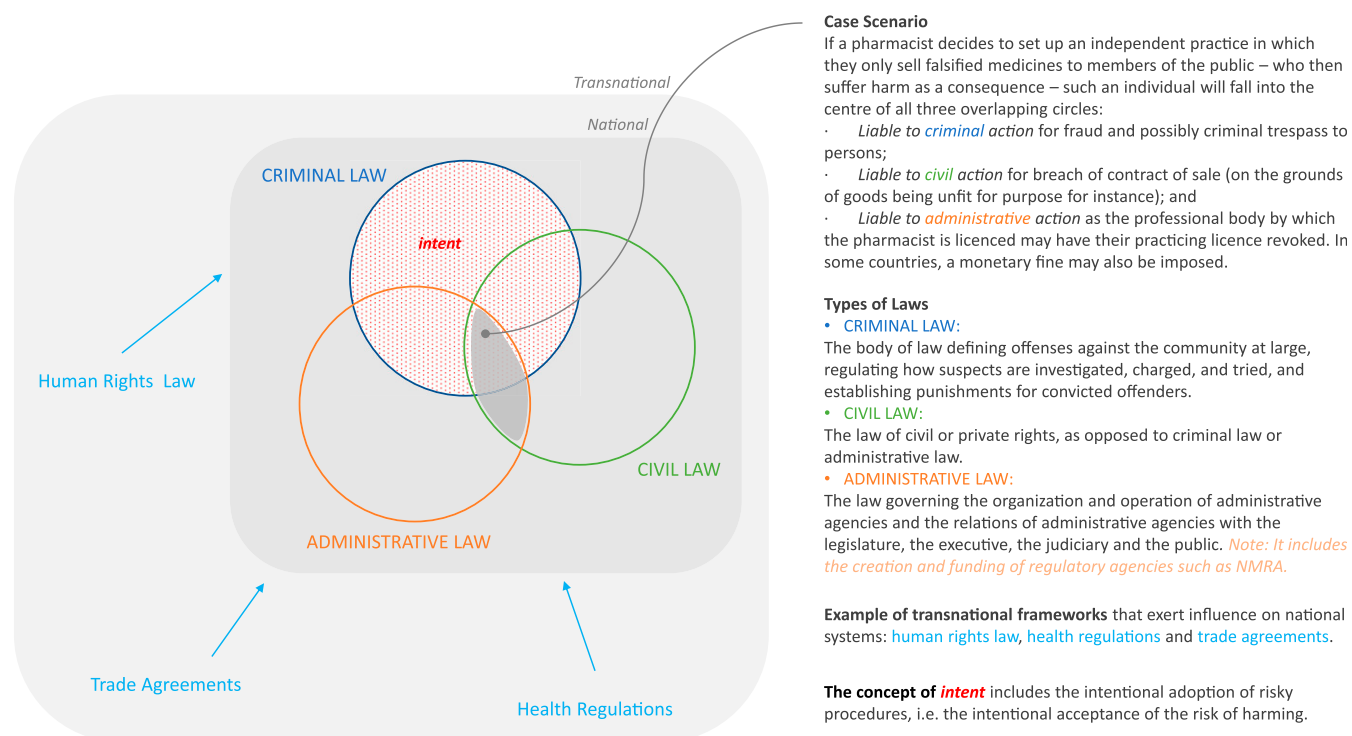 Transnational
National
CRIMINAL LAW
intent
Human Rights Law
CIVIL LAW
ADMINISTRATIVE LAW
Trade Agreements
Health Regulations
Case Scenario
If a pharmacist decides to set up an independent practice in which
they only sell falsified medicines to members of the public – who then
suffer harm as a consequence – such an individual will fall into the
centre of all three overlapping circles:
· Liable to criminal action for fraud and possibly criminal trespass to
persons;
· Liable to civil action for breach of contract of sale (on the grounds
of goods being unfit for purpose for instance); and
· Liable to administrative action as the professional body by which
the pharmacist is licenced may have their practicing licence revoked. In
some countries, a monetary fine may also be imposed.
Types of Laws
• CRIMINAL LAW:
The body of law defining offenses against the community at large,
regulating how suspects are investigated, charged, and tried, and
establishing punishments for convicted offenders.
• CIVIL LAW:
The law of civil or private rights, as opposed to criminal law or
administrative law.
• ADMINISTRATIVE LAW:
The law governing the organization and operation of administrative
agencies and the relations of administrative agencies with the
legislature, the executive, the judiciary and the public. Note: It includes
the creation and funding of regulatory agencies such as NMRA.
Example of transnational frameworks that exert influence on national
systems: human rights law, health regulations and trade agreements.
The concept of intent includes the intentional adoption of risky
procedures, i.e. the intentional acceptance of the risk of harming.